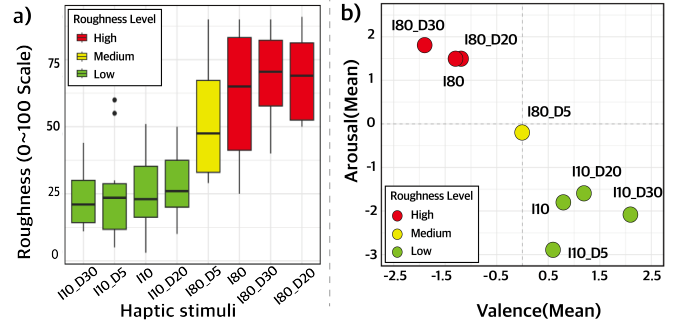 a)
Roughness Level
High
Medium
Low
Roughness (0~100 Scale)
75
50
25
0
I10_D30
I10_D5
I10
I10_D20
I80_D5
I80
I80_D30
I80_D20
Haptic stimuli
b)
I80_D30
I80_D20
I80
I80_D5
I10_D20
I10_D30
I10
I10_D5
Roughness Level
High
Medium
Low
Arousal(Mean)
2
1
0
-1
-2
-3
-2.5
-1.5
-0.5
0.5
1.5
2.5
Valence(Mean)